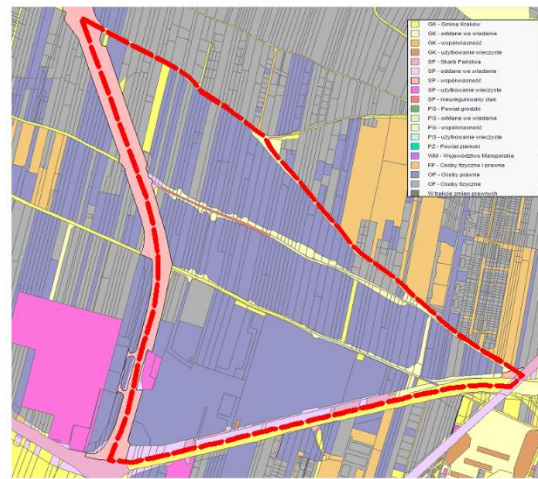 GK - Gmina Kraków
GK - oddane we władanie
GK - współwłasność
GK - użytkowanie wieczyste
SP - Skarb Państwa
SP - oddane we władanie
SP - współwłasność
SP - użytkowanie wieczyste
SP - nieuregulowany stan
PG - Powiat grodzki
PG - oddane we władanie
PG - współwłasność
PG - użytkowanie wieczyste
PZ - Powiat ziemski
WM - Województwo Małopolskie
FP - Osoby fizyczne i prawne
OP - Osoby prawne
OF - Osoby fizyczne
W trakcie zmian prawnych